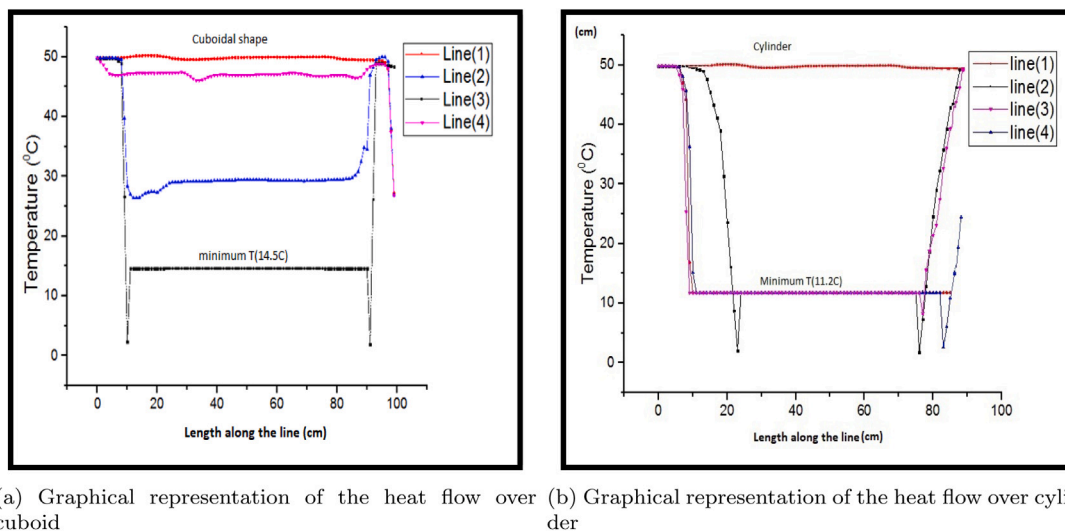 Cuboidal shape
50
40
30
20
10
0
Temperature (⁰C)
Line(1)
Line(2)
Line(3)
Line(4)
minimum T(14.5C)
0 20 40 60 80 100
Length along the line (cm)
(cm)
Cylinder
50
40
30
20
10
0
Temperature (⁰C)
line(1)
line(2)
line(3)
line(4)
Minimum T(11.2C)
0 20 40 60 80 100
Length along the line(cm)
(a) Graphical representation of the heat flow over
cuboid
(b) Graphical representation of the heat flow over cylin
der